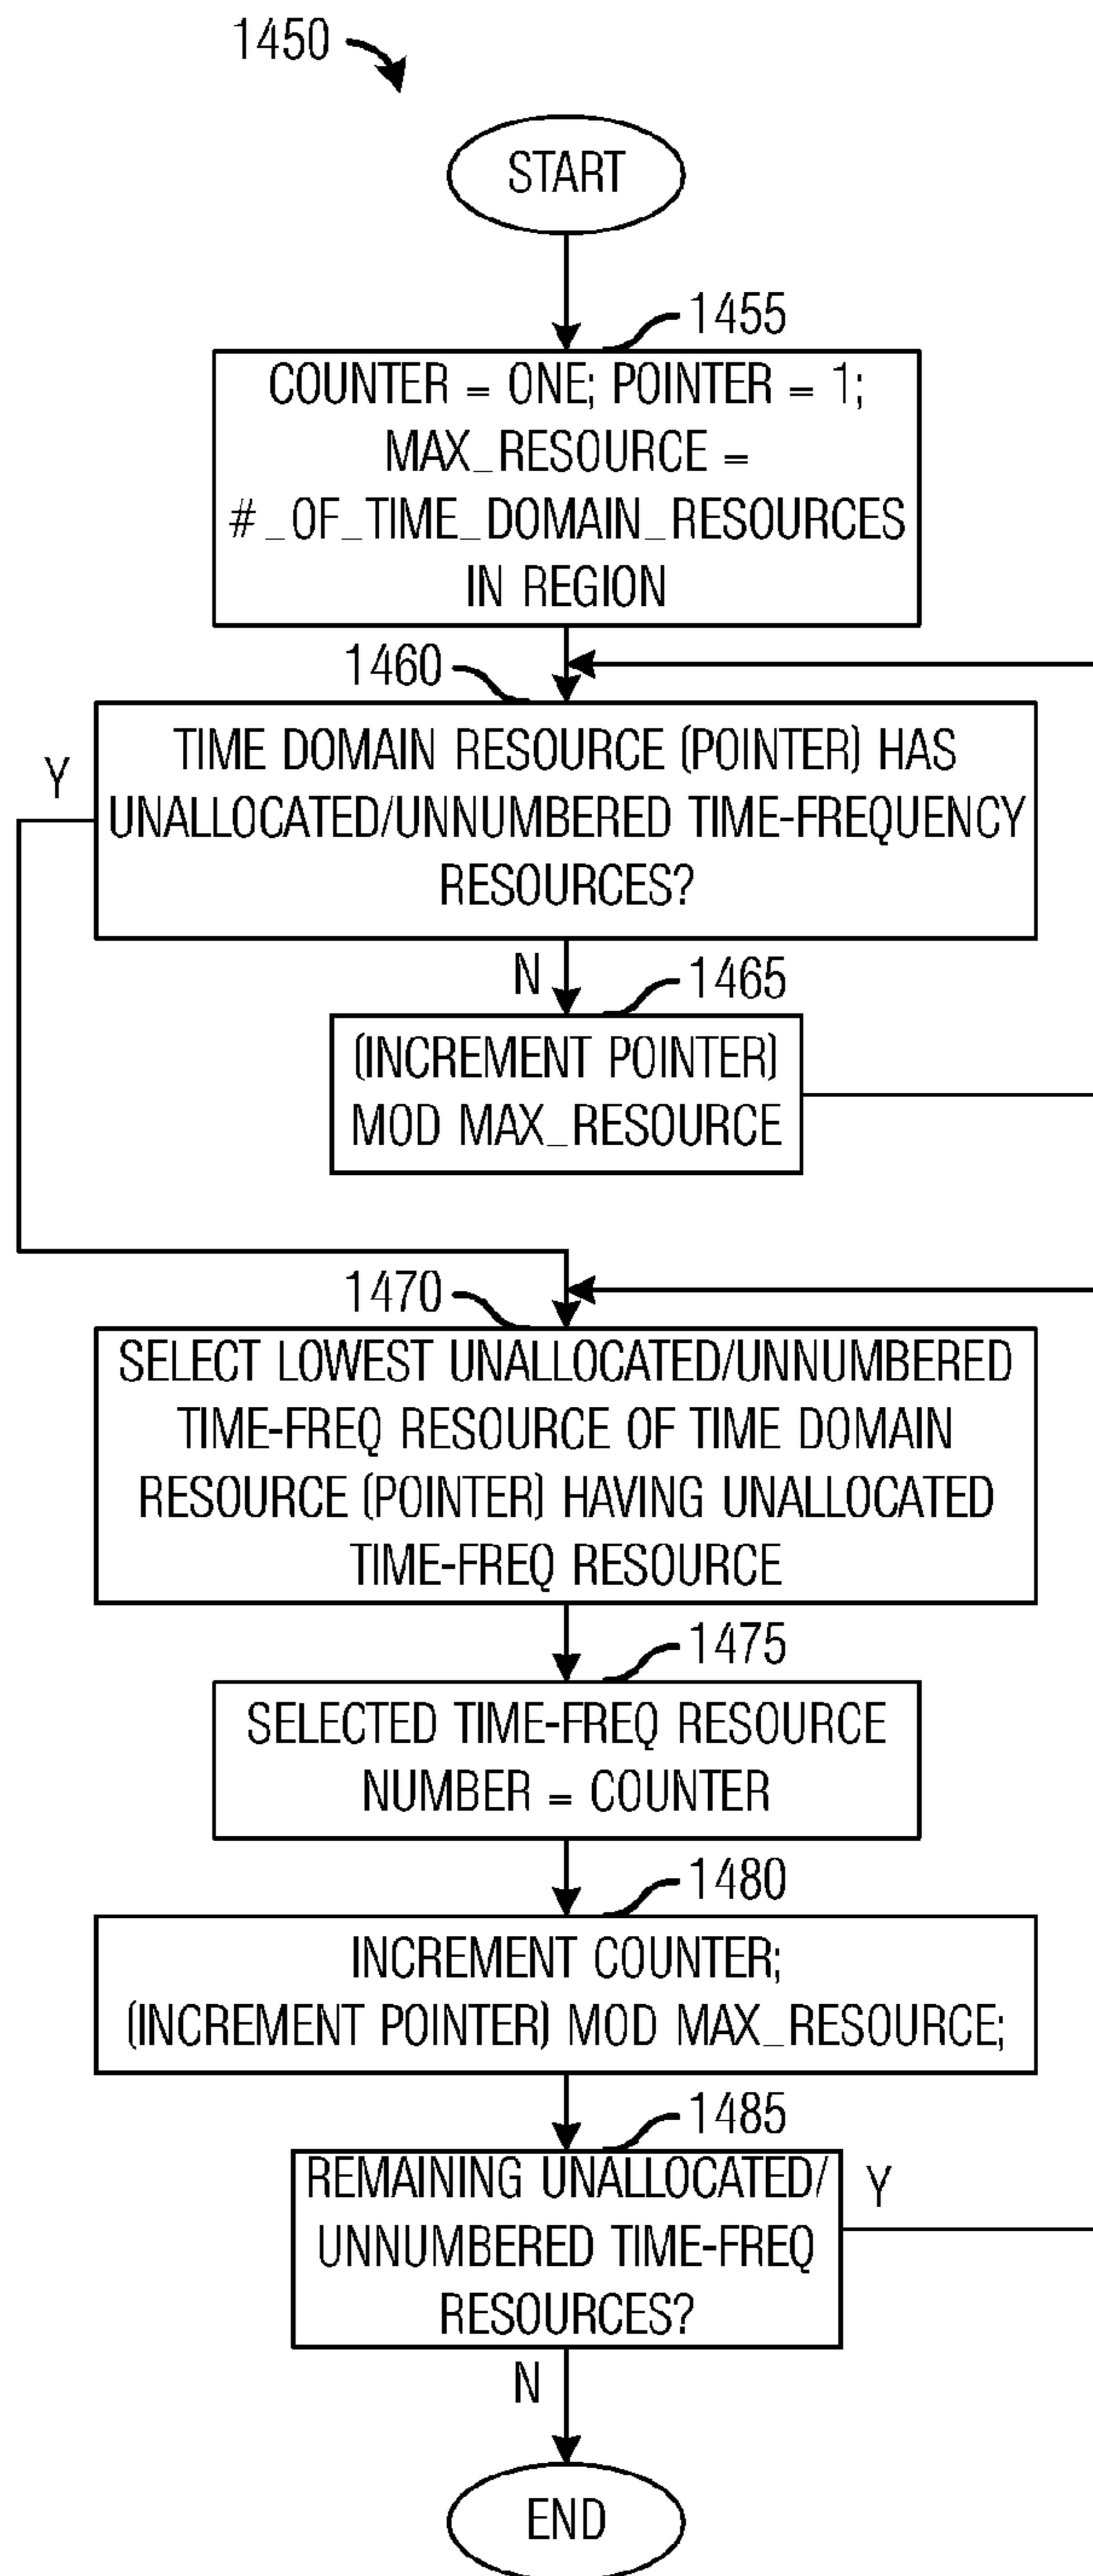 1450
START
1455
COUNTER = ONE; POINTER = 1;
MAX_RESOURCE =
#_OF_TIME_DOMAIN_RESOURCES
IN REGION
1460
TIME DOMAIN RESOURCE (POINTER) HAS
UNALLOCATED/UNNUMBERED TIME-FREQUENCY
RESOURCES?
Y
N
1465
(INCREMENT POINTER)
MOD MAX_RESOURCE
1470
SELECT LOWEST UNALLOCATED/UNNUMBERED
TIME-FREQ RESOURCE OF TIME DOMAIN
RESOURCE (POINTER) HAVING UNALLOCATED
TIME-FREQ RESOURCE
1475
SELECTED TIME-FREQ RESOURCE
NUMBER = COUNTER
1480
INCREMENT COUNTER;
(INCREMENT POINTER) MOD MAX_RESOURCE;
1485
REMAINING UNALLOCATED/
UNNUMBERED TIME-FREQ
RESOURCES?
Y
N
END